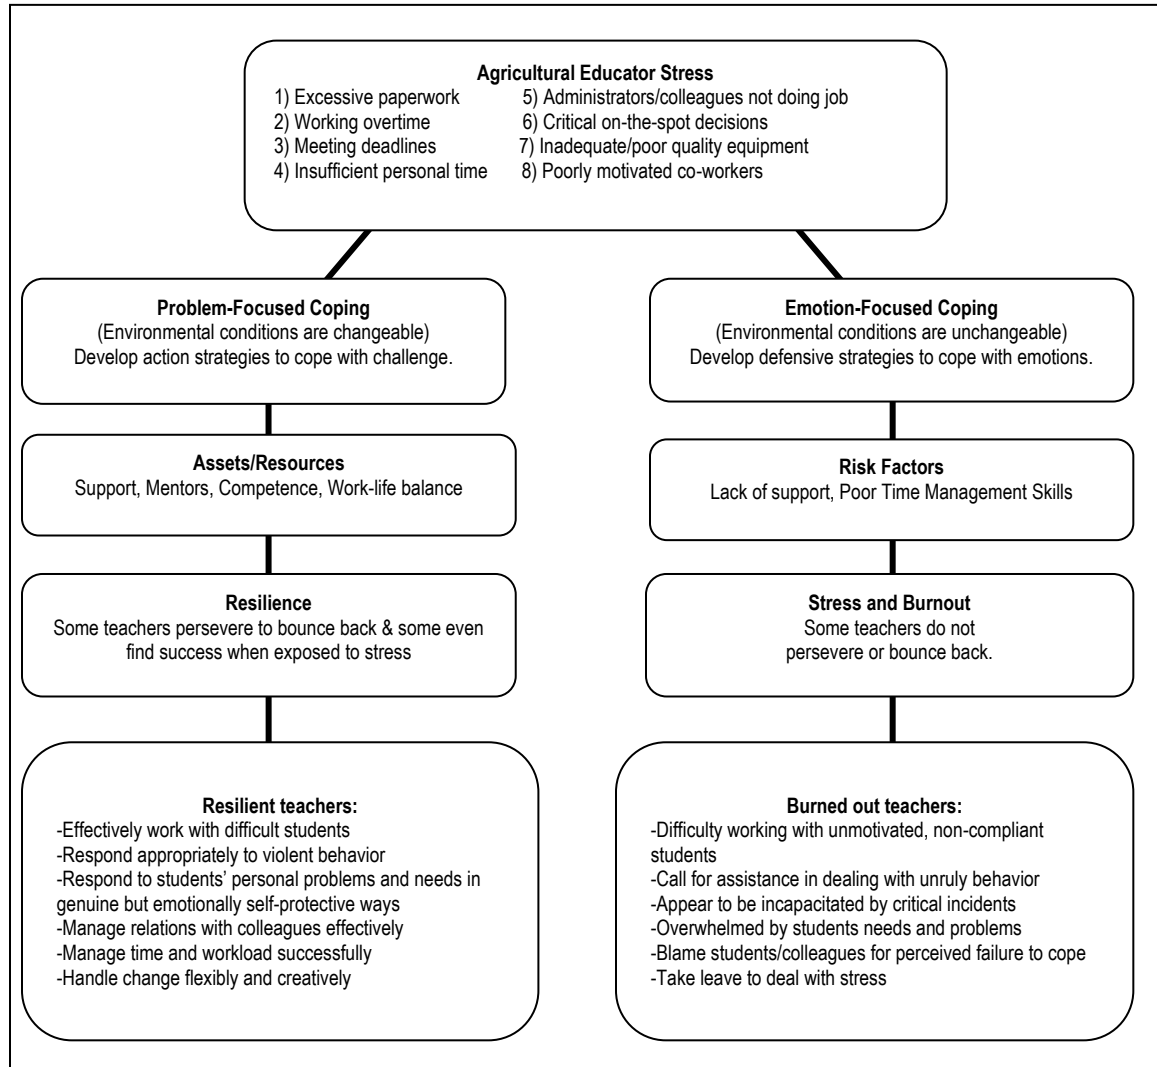 Agricultural Educator Stress
1) Excessive paperwork
2) Working overtime
3) Meeting deadlines
4) Insufficient personal time
5) Administrators/colleagues not doing job
6) Critical on-the-spot decisions
7) Inadequate/poor quality equipment
8) Poorly motivated co-workers
Problem-Focused Coping
(Environmental conditions are changeable)
Develop action strategies to cope with challenge.
Assets/Resources
Support, Mentors, Competence, Work-life balance
Resilience
Some teachers persevere to bounce back & some even
find success when exposed to stress
Resilient teachers:
-Effectively work with difficult students
-Respond appropriately to violent behavior
-Respond to students’ personal problems and needs in
genuine but emotionally self-protective ways
-Manage relations with colleagues effectively
-Manage time and workload successfully
-Handle change flexibly and creatively
Emotion-Focused Coping
(Environmental conditions are unchangeable)
Develop defensive strategies to cope with emotions.
Risk Factors
Lack of support, Poor Time Management Skills
Stress and Burnout
Some teachers do not
persevere or bounce back.
Burned out teachers:
-Difficulty working with unmotivated, non-compliant
students
-Call for assistance in dealing with unruly behavior
-Appear to be incapacitated by critical incidents
-Overwhelmed by students needs and problems
-Blame students/colleagues for perceived failure to cope
-Take leave to deal with stress